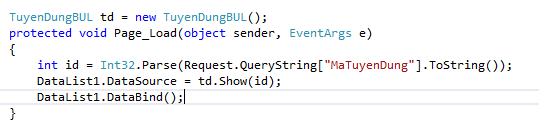 TuyenDungBUL td = new TuyenDungBUL();
protected void Page_Load(object sender, EventArgs e)
{
int id = Int32.Parse(Request.QueryString["MaTuyenDung"].ToString());
DataList1.DataSource = td.Show(id);
DataList1.DataBind();
}